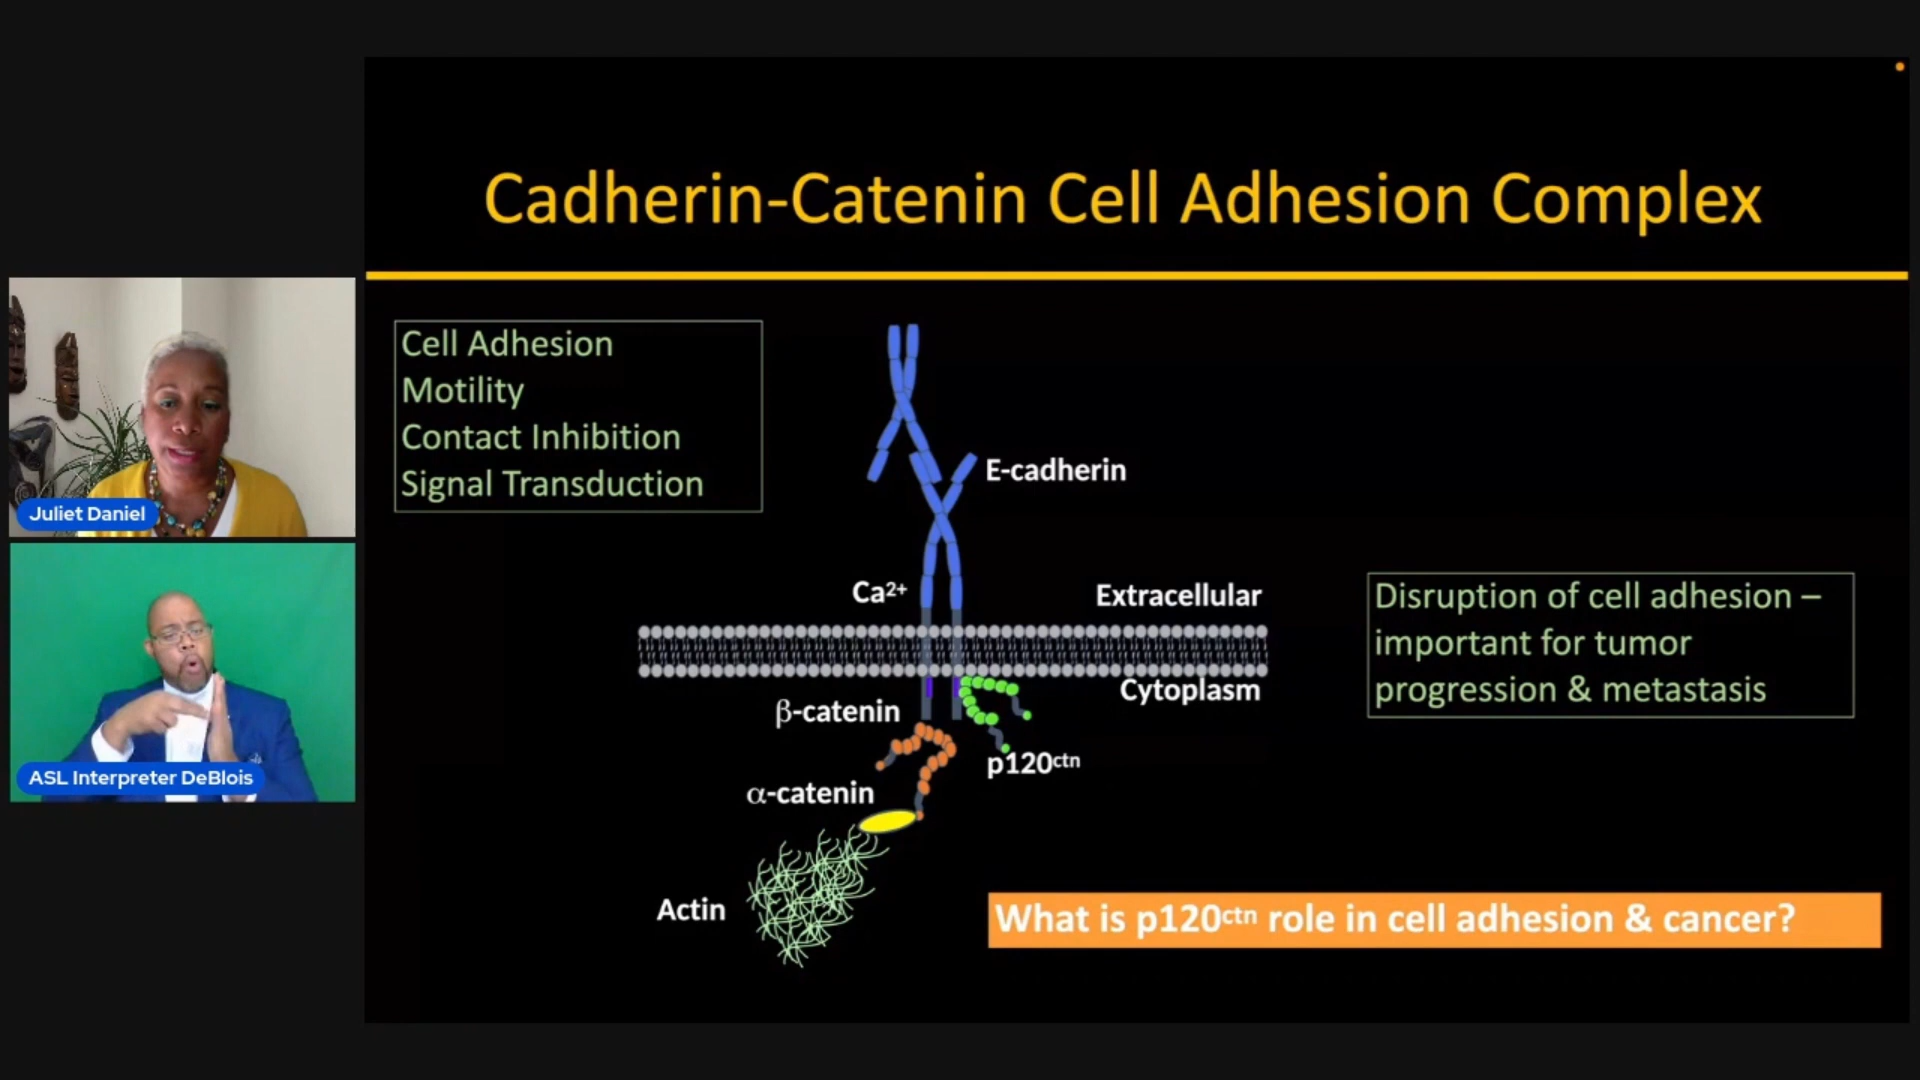 Cadherin-Catenin Cell Adhesion Complex
Cell Adhesion
Motility
Contact Inhibition
Signal Transduction
E-cadherin
Ca²⁺
Extracellular
Cytoplasm
β-catenin
p120ᶜᵗⁿ
α-catenin
Actin
Disruption of cell adhesion –
important for tumor
progression & metastasis
What is p120ᶜᵗⁿ role in cell adhesion & cancer?
Juliet Daniel
ASL Interpreter DeBlois